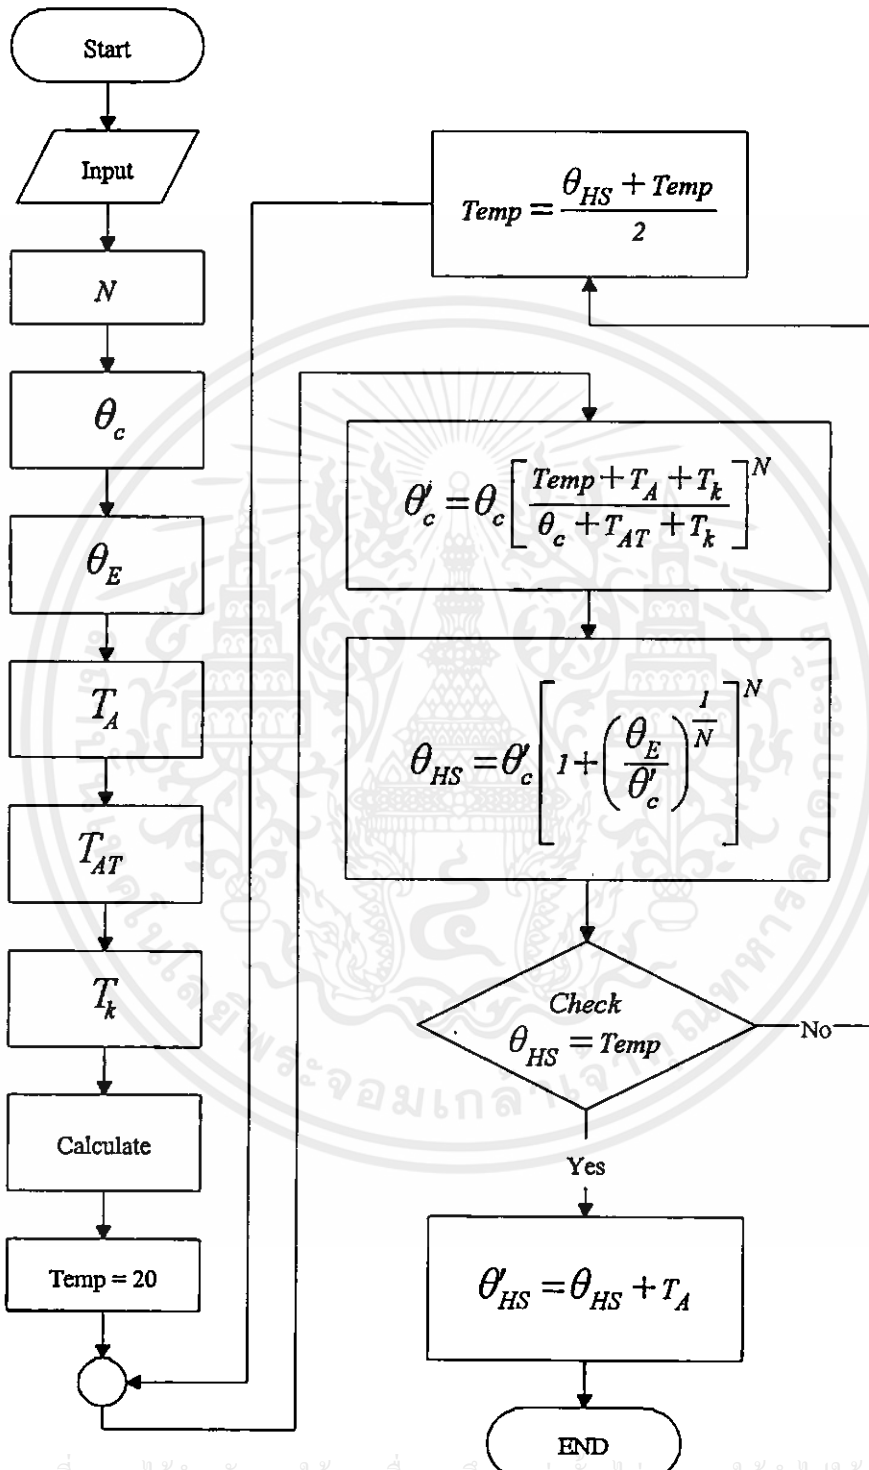 Start
Input
N
θ_c
θ_E
T_A
T_AT
T_k
Calculate
Temp = 20
Temp = (θ_HS + Temp) / 2
θ'_c = θ_c [ (Temp + T_A + T_k) / (θ_c + T_AT + T_k) ]^N
θ_HS = θ'_c [ 1 + (θ_E / θ'_c)^(1/N) ]^N
Check
θ_HS = Temp
No
Yes
θ'_HS = θ_HS + T_A
END